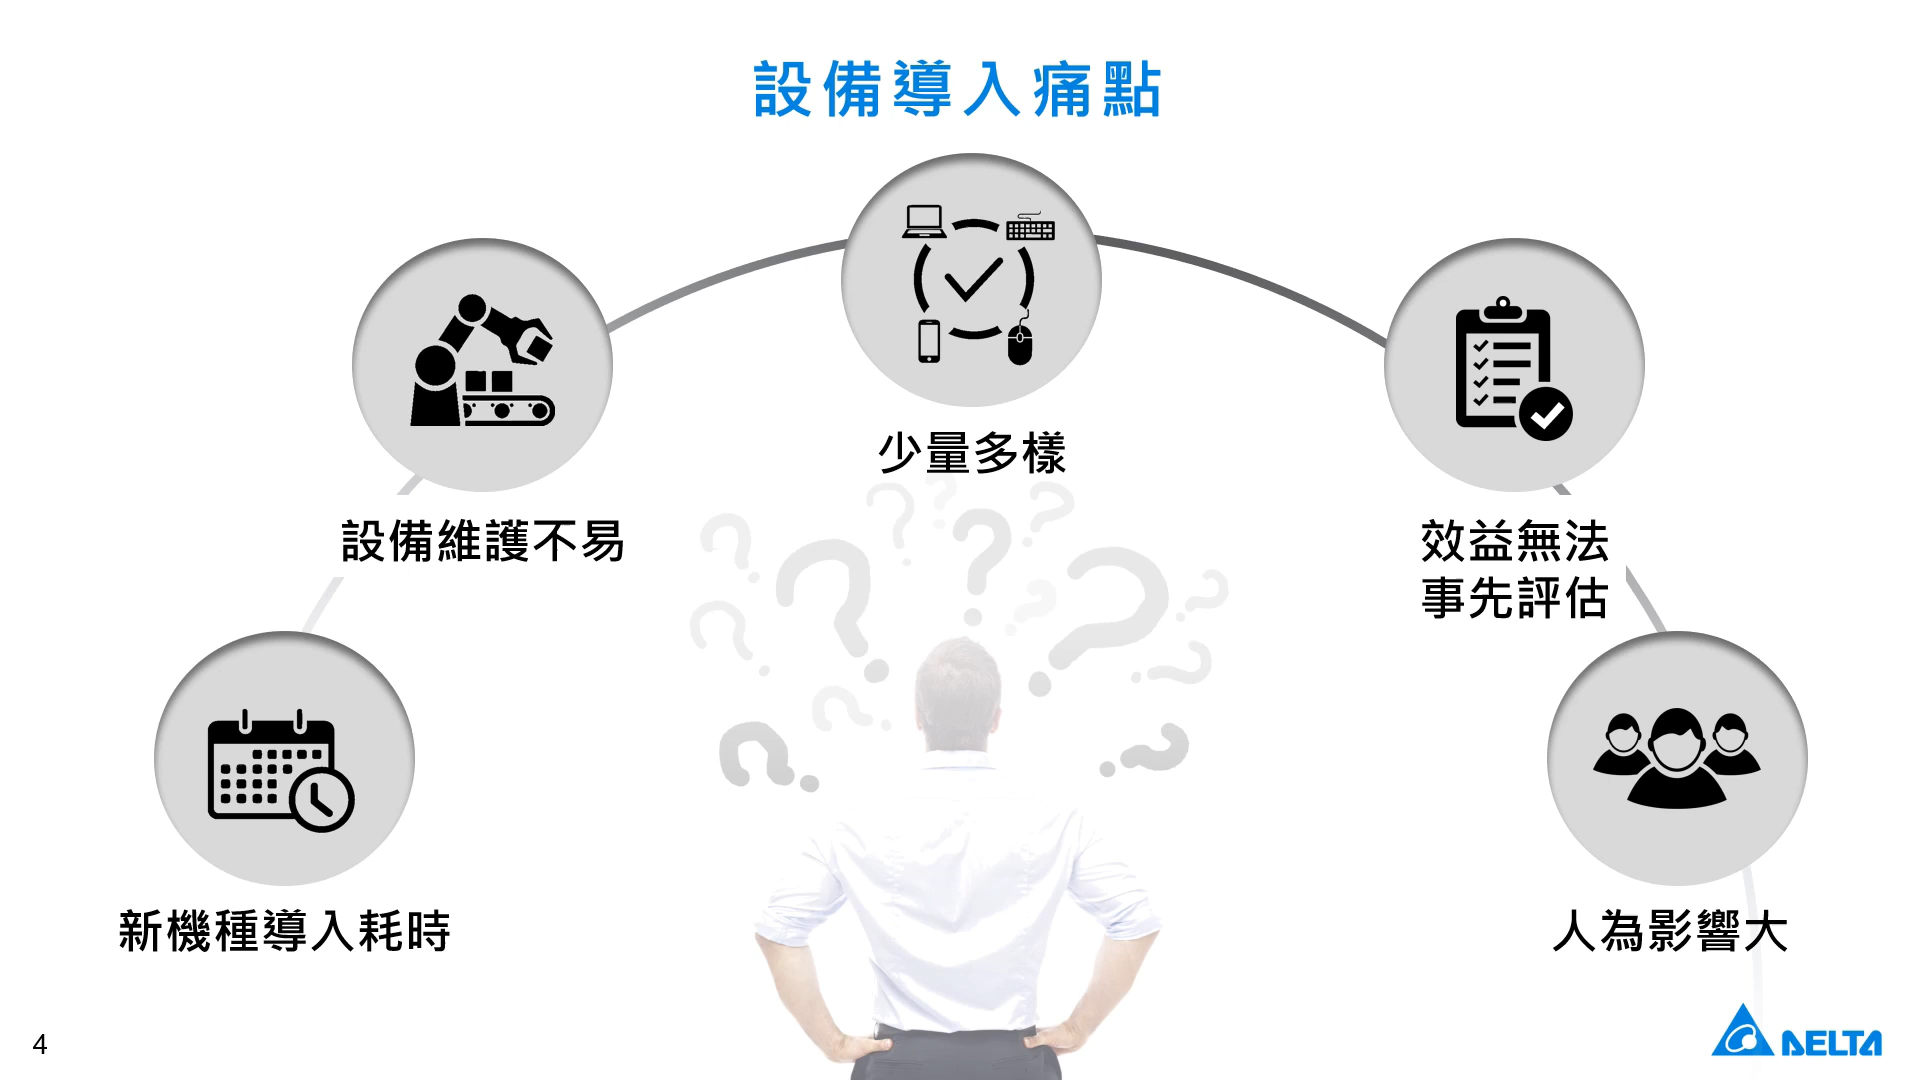 設備導入痛點
少量多樣
設備維護不易
效益無法
事先評估
新機種導入耗時
人為影響大
4
DELTA